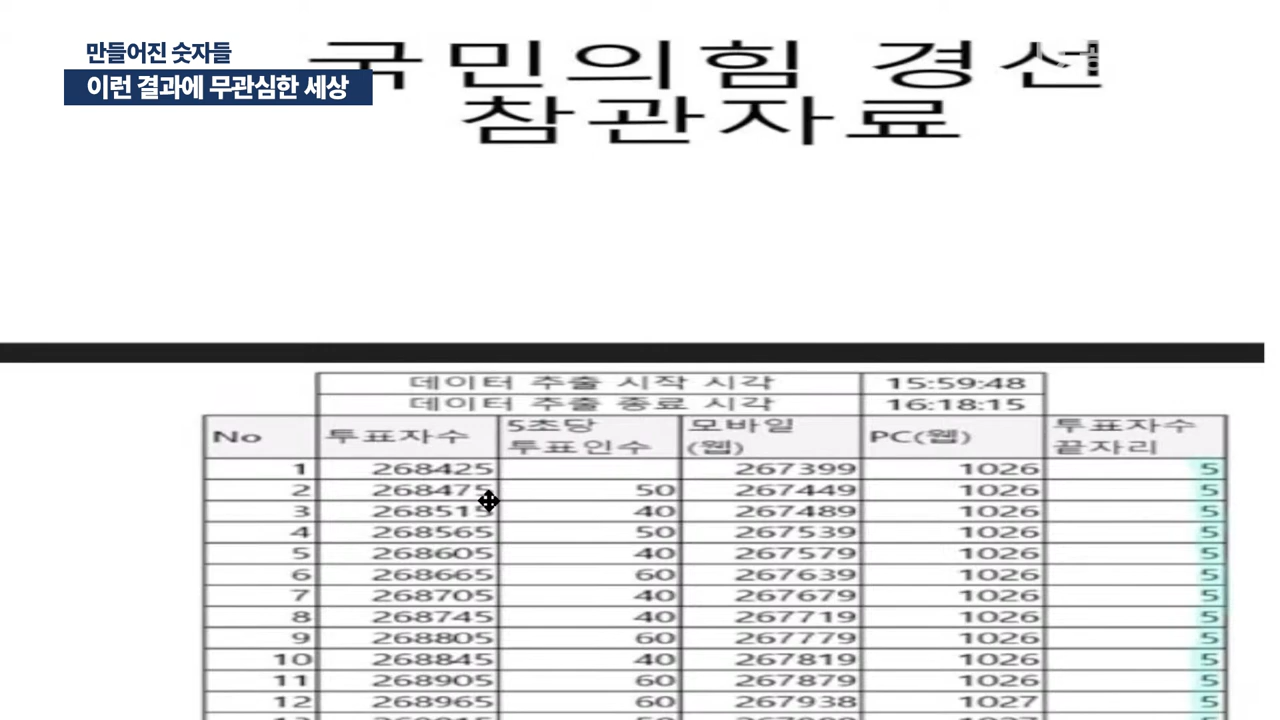 만들어진 숫자들
이런 결과에 무관심한 세상
국민의힘 경선
참관자료
데이터 추출 시작 시각 15:59:48
데이터 추출 종료 시각 16:18:15
No 투표자수 5초당 투표인수 모바일(웹) PC(웹) 투표자수 끝자리
1 268425 267399 1026 5
2 268475 50 267449 1026 5
3 268515 40 267489 1026 5
4 268565 50 267539 1026 5
5 268605 40 267579 1026 5
6 268665 60 267639 1026 5
7 268705 40 267679 1026 5
8 268745 40 267719 1026 5
9 268805 60 267779 1026 5
10 268845 40 267819 1026 5
11 268905 60 267879 1026 5
12 268965 60 267938 1027 5